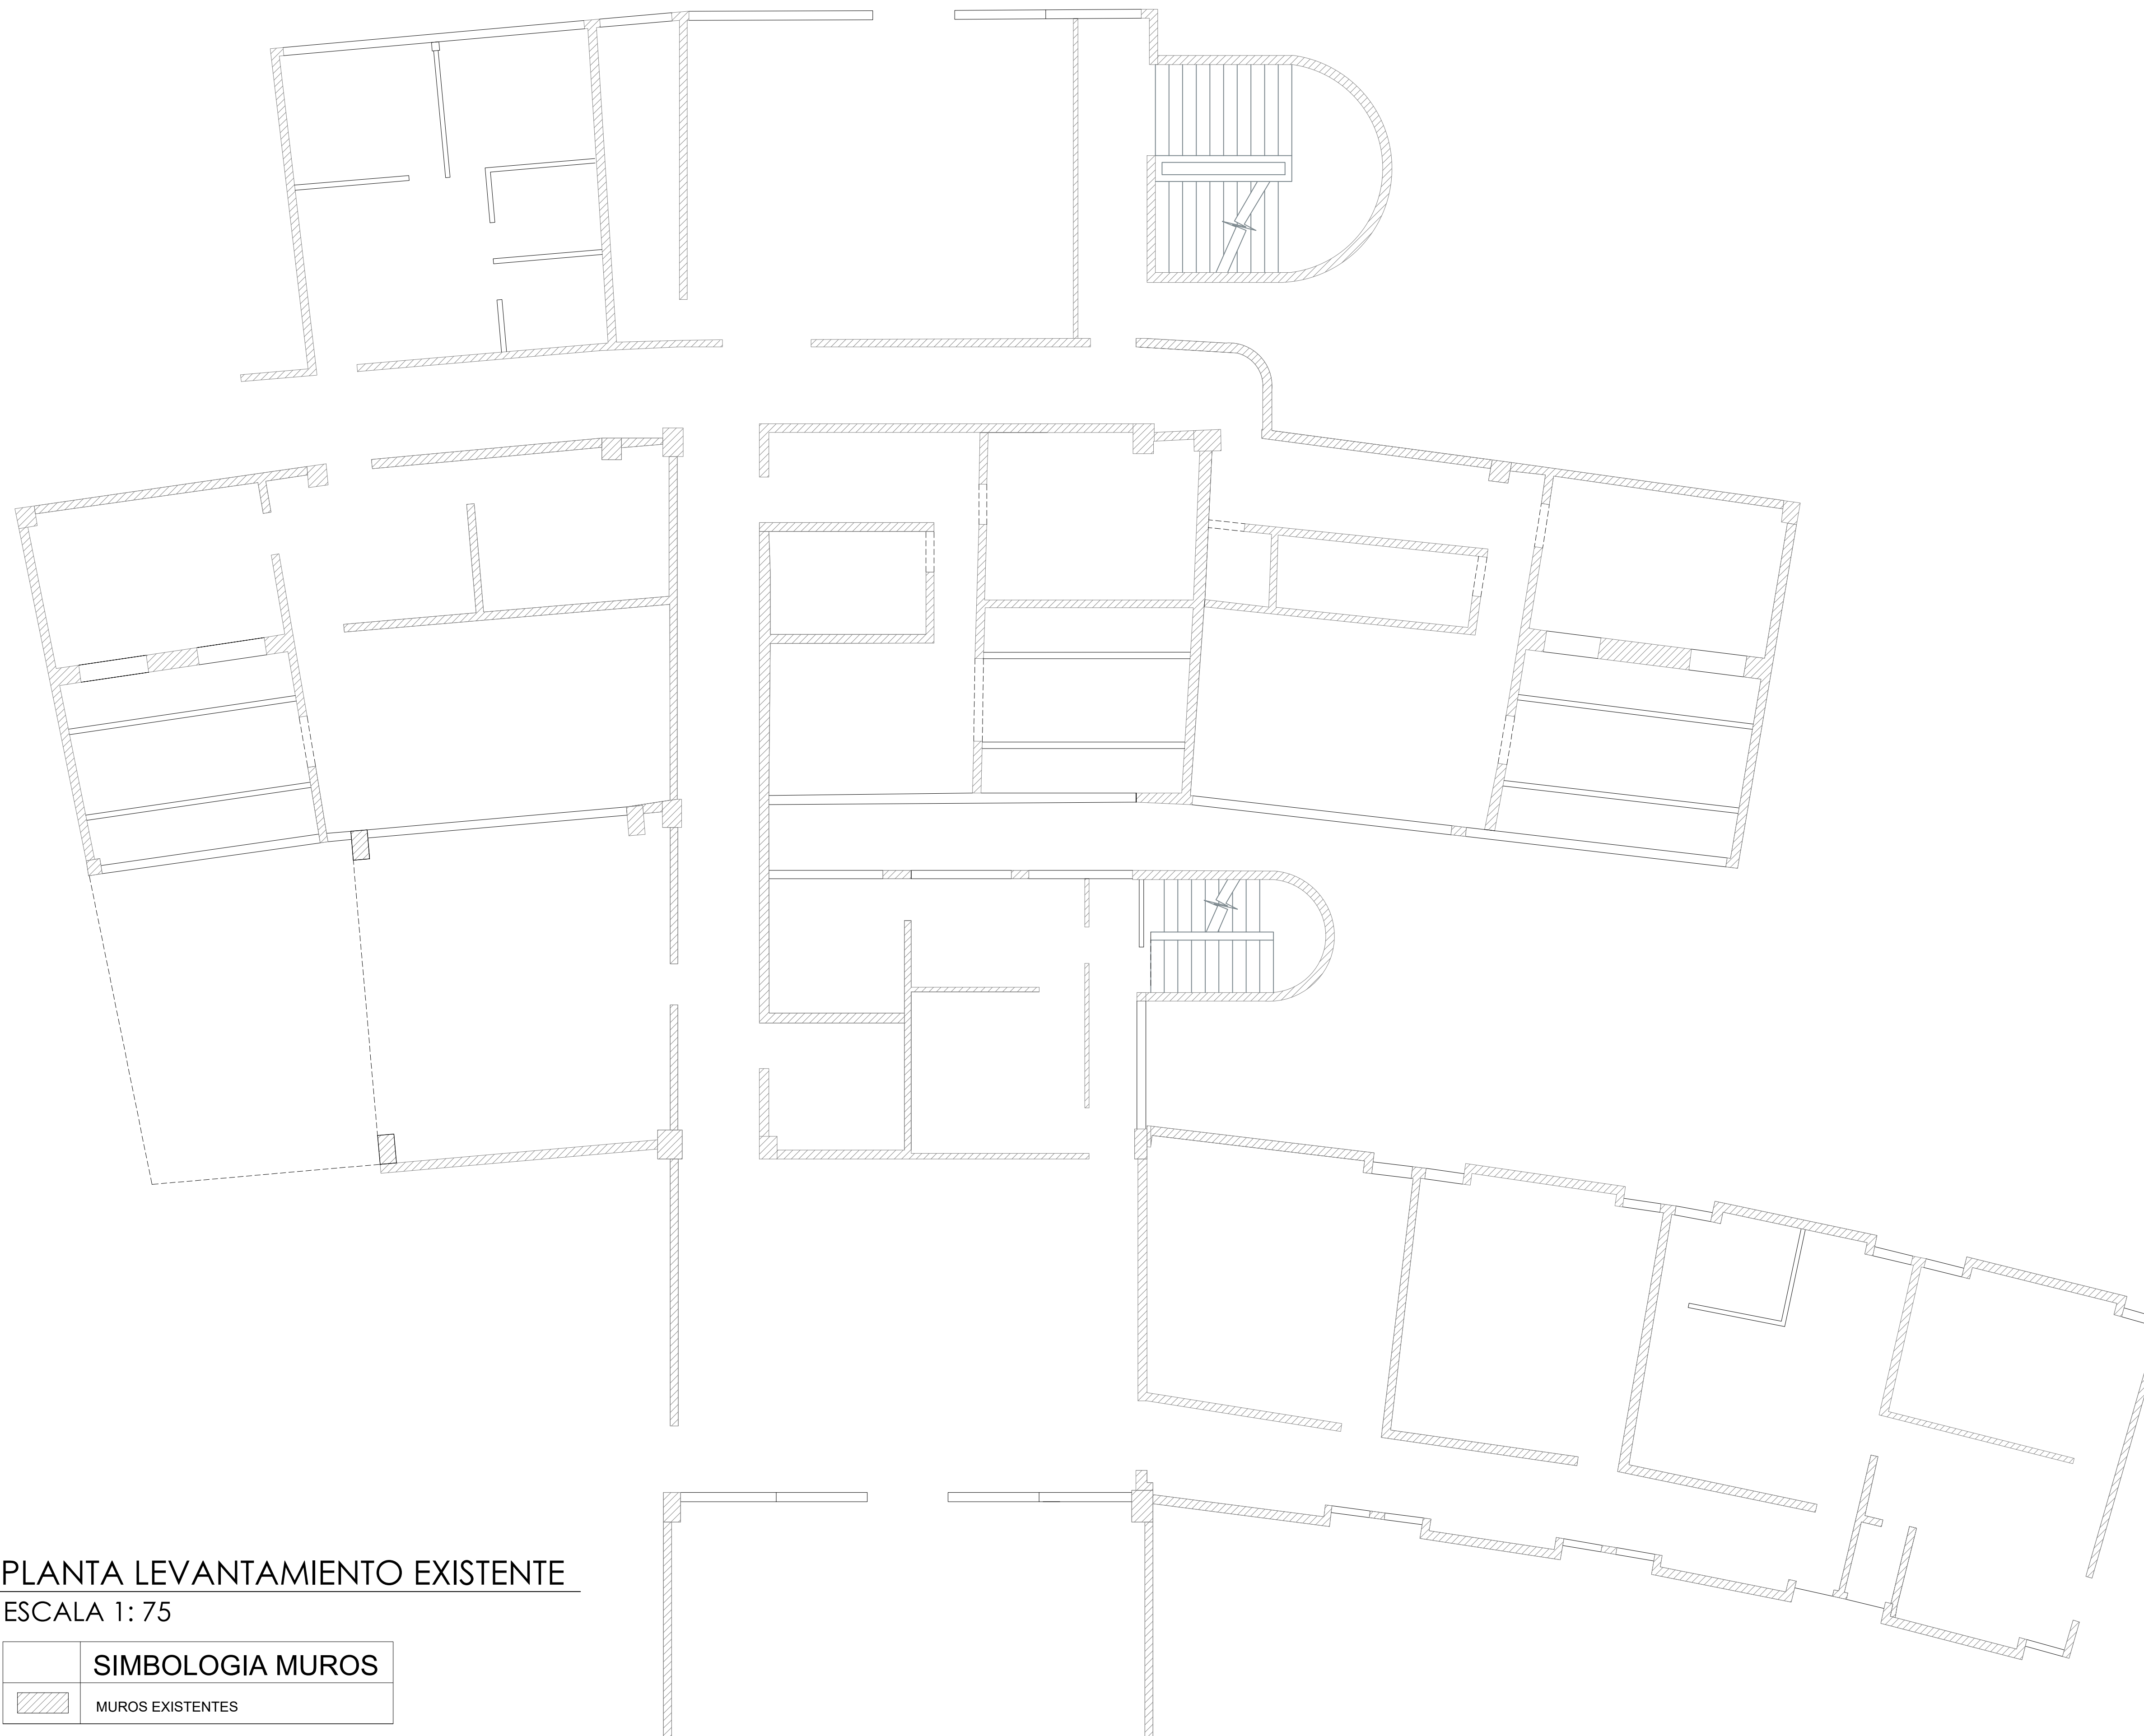 PLANTA LEVANTAMIENTO EXISTENTE
ESCALA 1: 75
SIMBOLOGIA MUROS
MUROS EXISTENTES